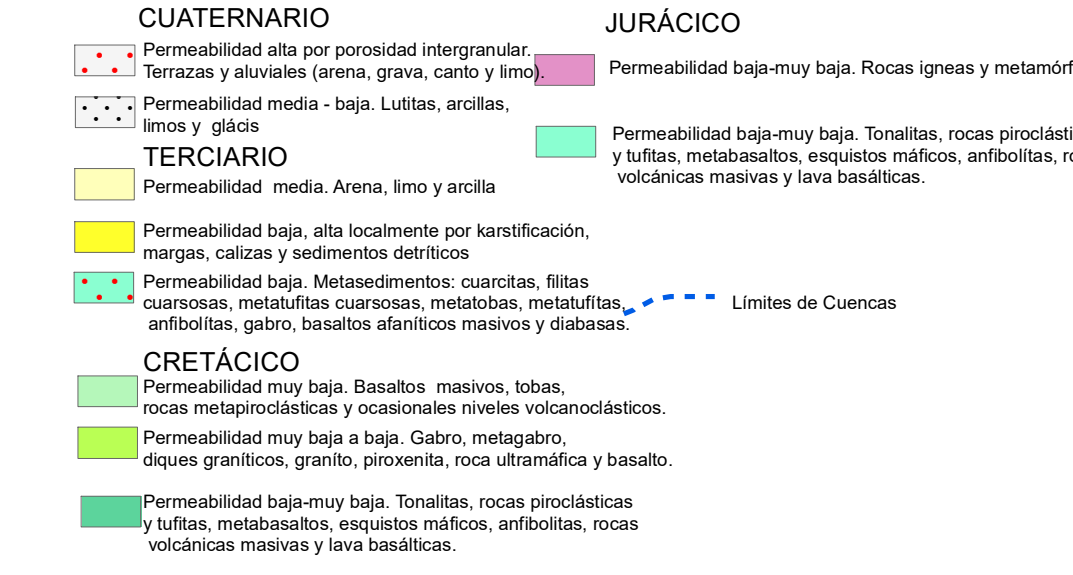 CUATERNARIO
Permeabilidad alta por porosidad intergranular.
Terrazas y aluviales (arena, grava, canto y limo).
Permeabilidad media - baja. Lutitas, arcillas,
limos y glácis
TERCIARIO
Permeabilidad media. Arena, limo y arcilla
Permeabilidad baja, alta localmente por karstificación,
margas, calizas y sedimentos detríticos
Permeabilidad baja. Metasedimentos: cuarcitas, filitas
cuarsosas, metatufitas cuarsosas, metatobas, metatufítas,
anfibolítas, gabro, basaltos afaníticos masivos y diabasas.
CRETÁCICO
Permeabilidad muy baja. Basaltos masivos, tobas,
rocas metapiroclásticas y ocasionales niveles volcanoclásticos.
Permeabilidad muy baja a baja. Gabro, metagabro,
diques graníticos, graníto, piroxenita, roca ultramáfica y basalto.
Permeabilidad baja-muy baja. Tonalitas, rocas piroclásticas
y tufitas, metabasaltos, esquistos máficos, anfibolitas, rocas
volcánicas masivas y lava basálticas.
JURÁCICO
Permeabilidad baja-muy baja. Rocas igneas y
Permeabilidad baja-muy baja. Tonalitas, rocas
y tufitas, metabasaltos, esquistos máficos, anfibolítas,
volcánicas masivas y lava basálticas.
Límites de Cuencas